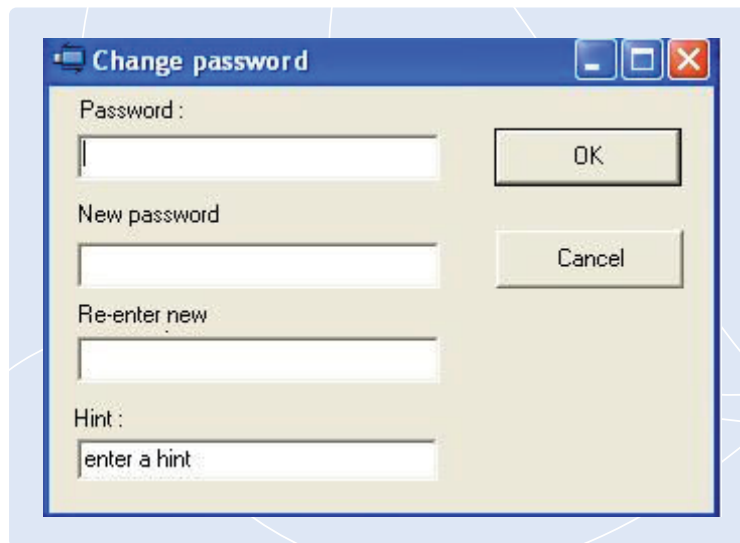 Change password
Password :
OK
New password
Cancel
Re-enter new
Hint :
enter a hint